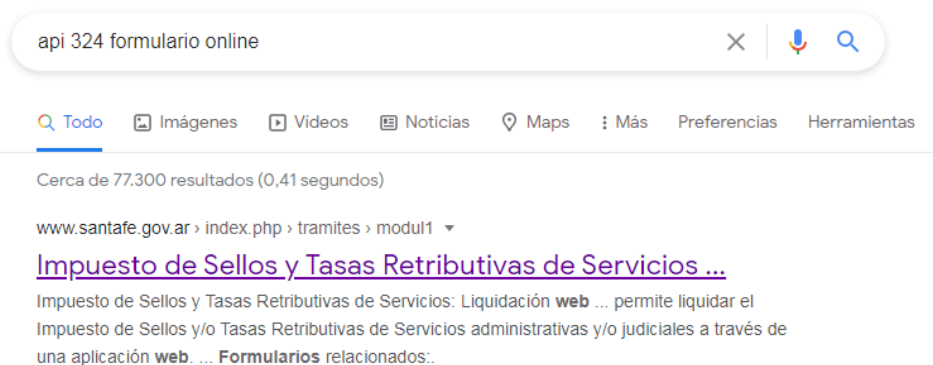 api 324 formulario online
Todo Imágenes Videos Noticias Maps Más Preferencias Herramientas
Cerca de 77.300 resultados (0,41 segundos)
www.santafe.gov.ar › index.php › tramites › modul1
Impuesto de Sellos y Tasas Retributivas de Servicios ...
Impuesto de Sellos y Tasas Retributivas de Servicios: Liquidación web ... permite liquidar el
Impuesto de Sellos y/o Tasas Retributivas de Servicios administrativas y/o judiciales a través de
una aplicación web. ... Formularios relacionados:.